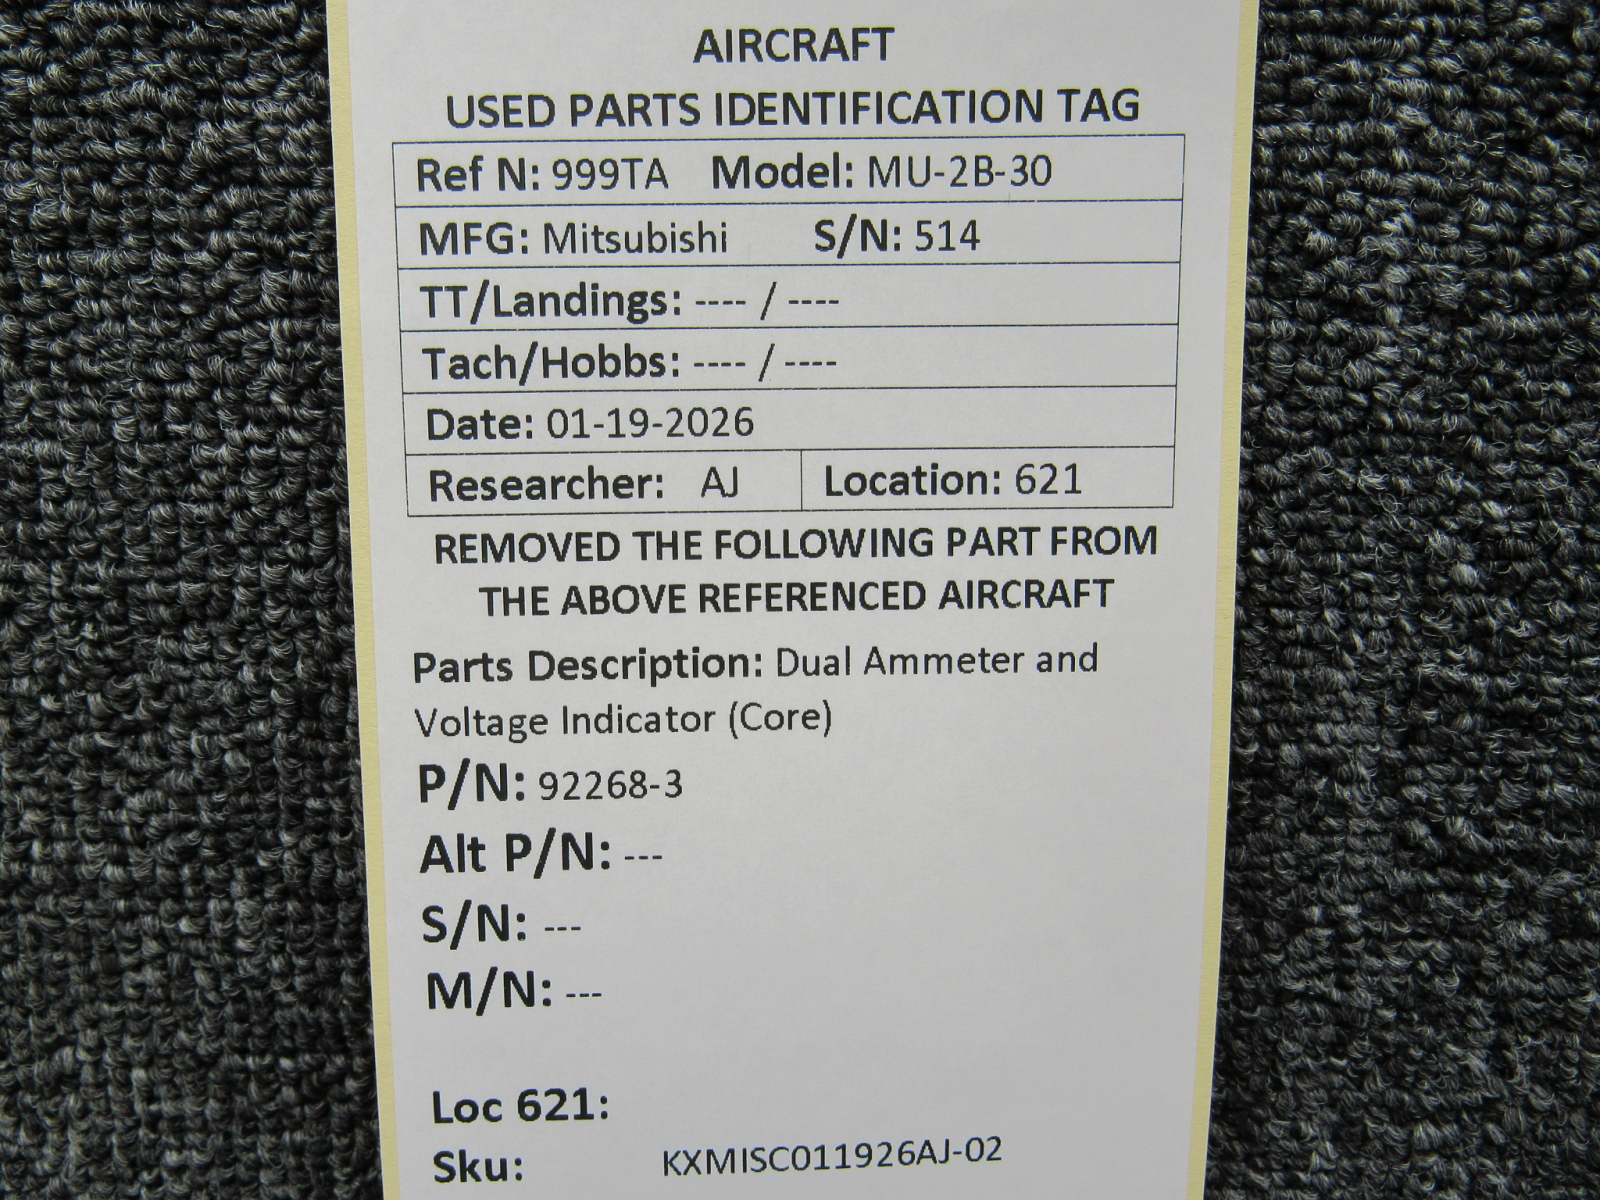 AIRCRAFT
USED PARTS IDENTIFICATION TAG
Ref N: 999TA Model: MU-2B-30
MFG: Mitsubishi S/N: 514
TT/Landings: ---- / ----
Tach/Hobbs: ---- / ----
Date: 01-19-2026
Researcher: AJ Location: 621
REMOVED THE FOLLOWING PART FROM
THE ABOVE REFERENCED AIRCRAFT
Parts Description: Dual Ammeter and
Voltage Indicator (Core)
P/N: 92268-3
Alt P/N: ---
S/N: ---
M/N: ---
Loc 621:
Sku: KXMISC011926AJ-02